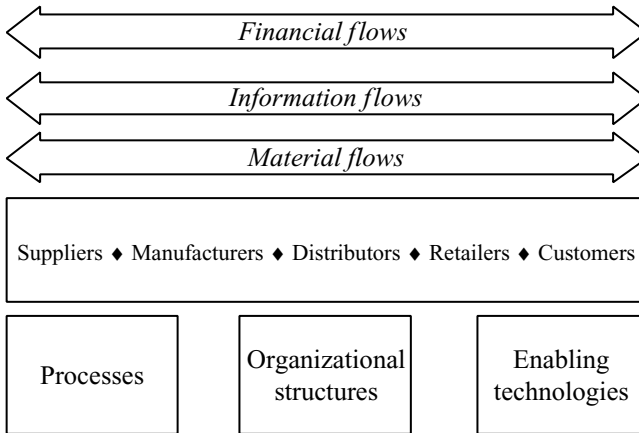 Financial flows
Information flows
Material flows
Suppliers ♦ Manufacturers ♦ Distributors ♦ Retailers ♦ Customers
Processes
Organizational
structures
Enabling
technologies